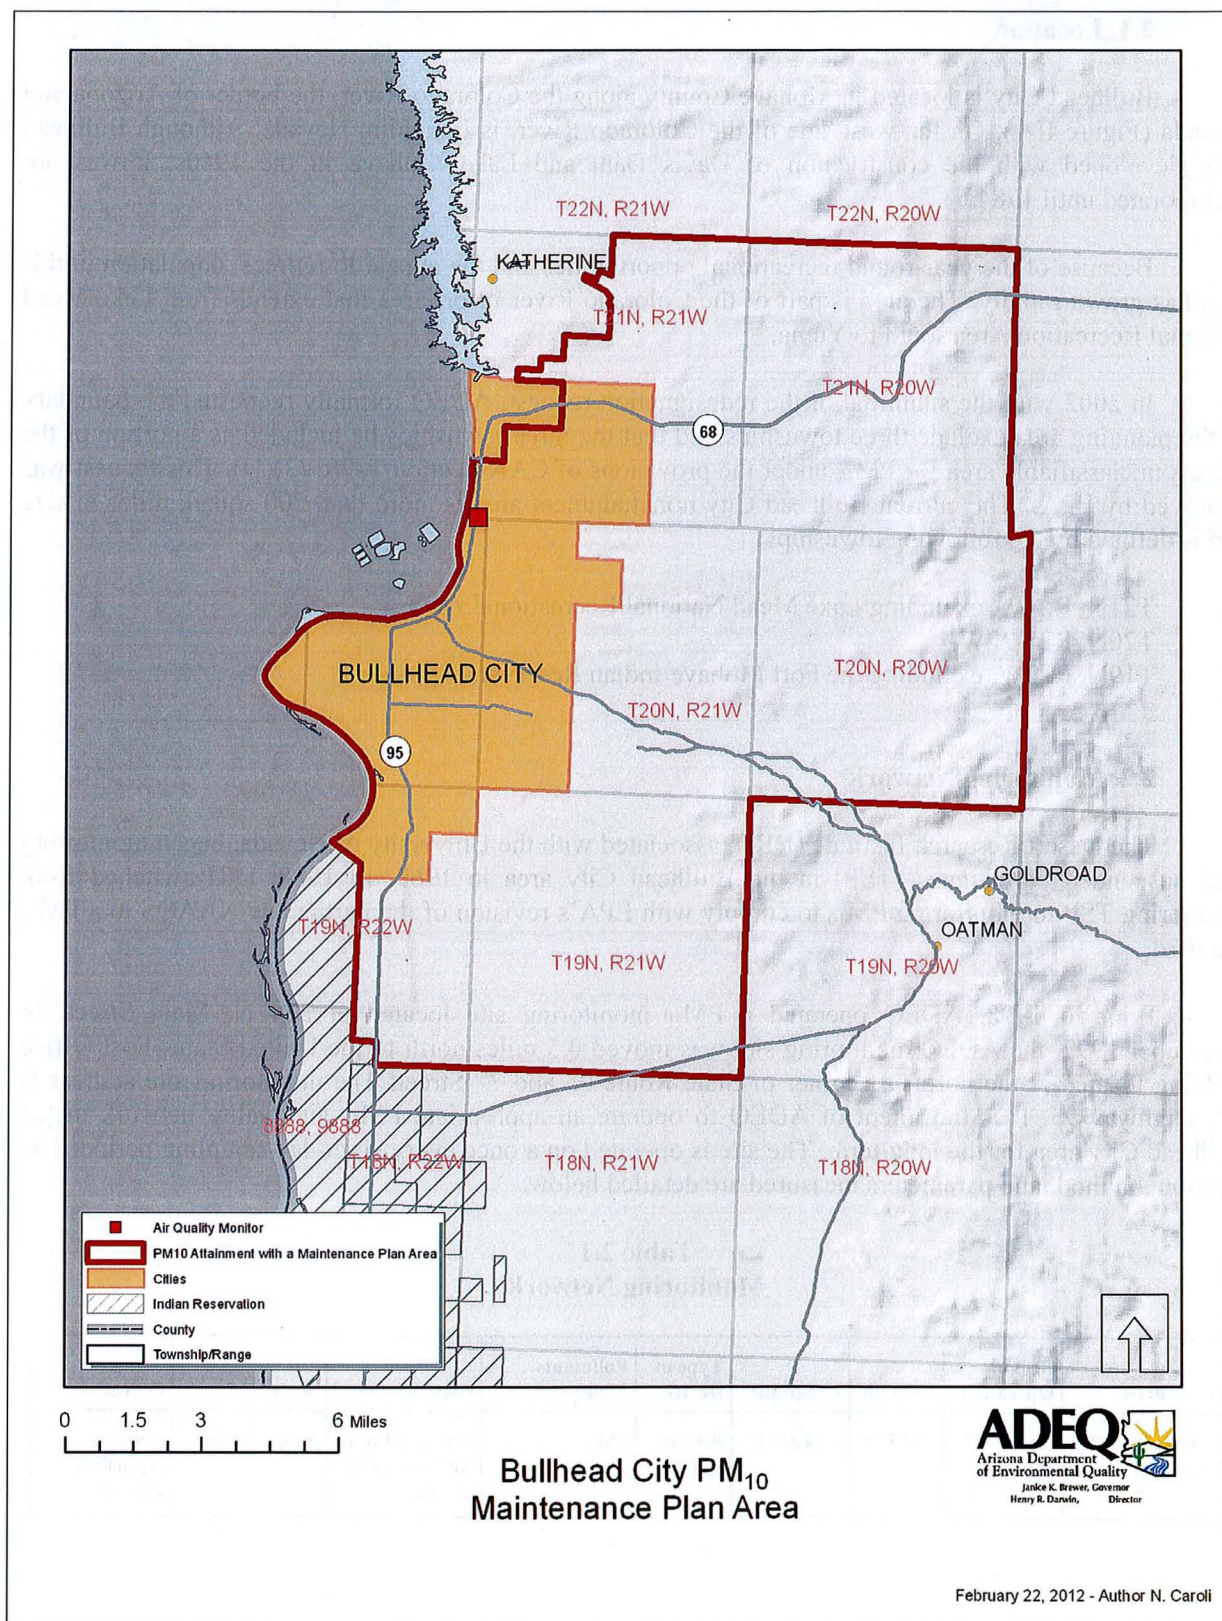 T22N, R21W
T22N, R20W
KATHERINE
T21N, R21W
T21N, R20W
68
BULLHEAD CITY
T20N, R20W
T20N, R21W
95
GOLDROAD
T19N, R22W
OATMAN
T19N, R21W
T19N, R20W
8888, 9888
T18N, R22W
T18N, R21W
T18N, R20W
Air Quality Monitor
PM10 Attainment with a Maintenance Plan Area
Cities
Indian Reservation
County
Township/Range
0 1.5 3 6 Miles
ADEQ
Arizona Department
of Environmental Quality
Janice K. Brewer, Governor
Henry R. Darwin, Director
Bullhead City PM10
Maintenance Plan Area
February 22, 2012 - Author N. Caroli